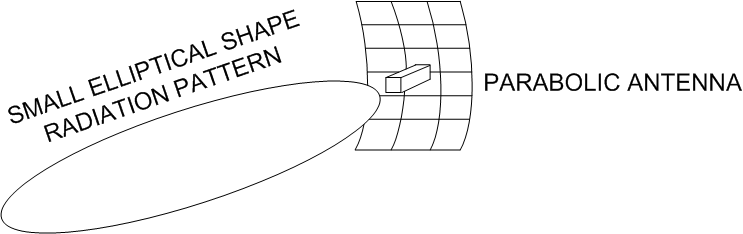 SMALL ELLIPTICAL SHAPE
RADIATION PATTERN
PARABOLIC ANTENNA